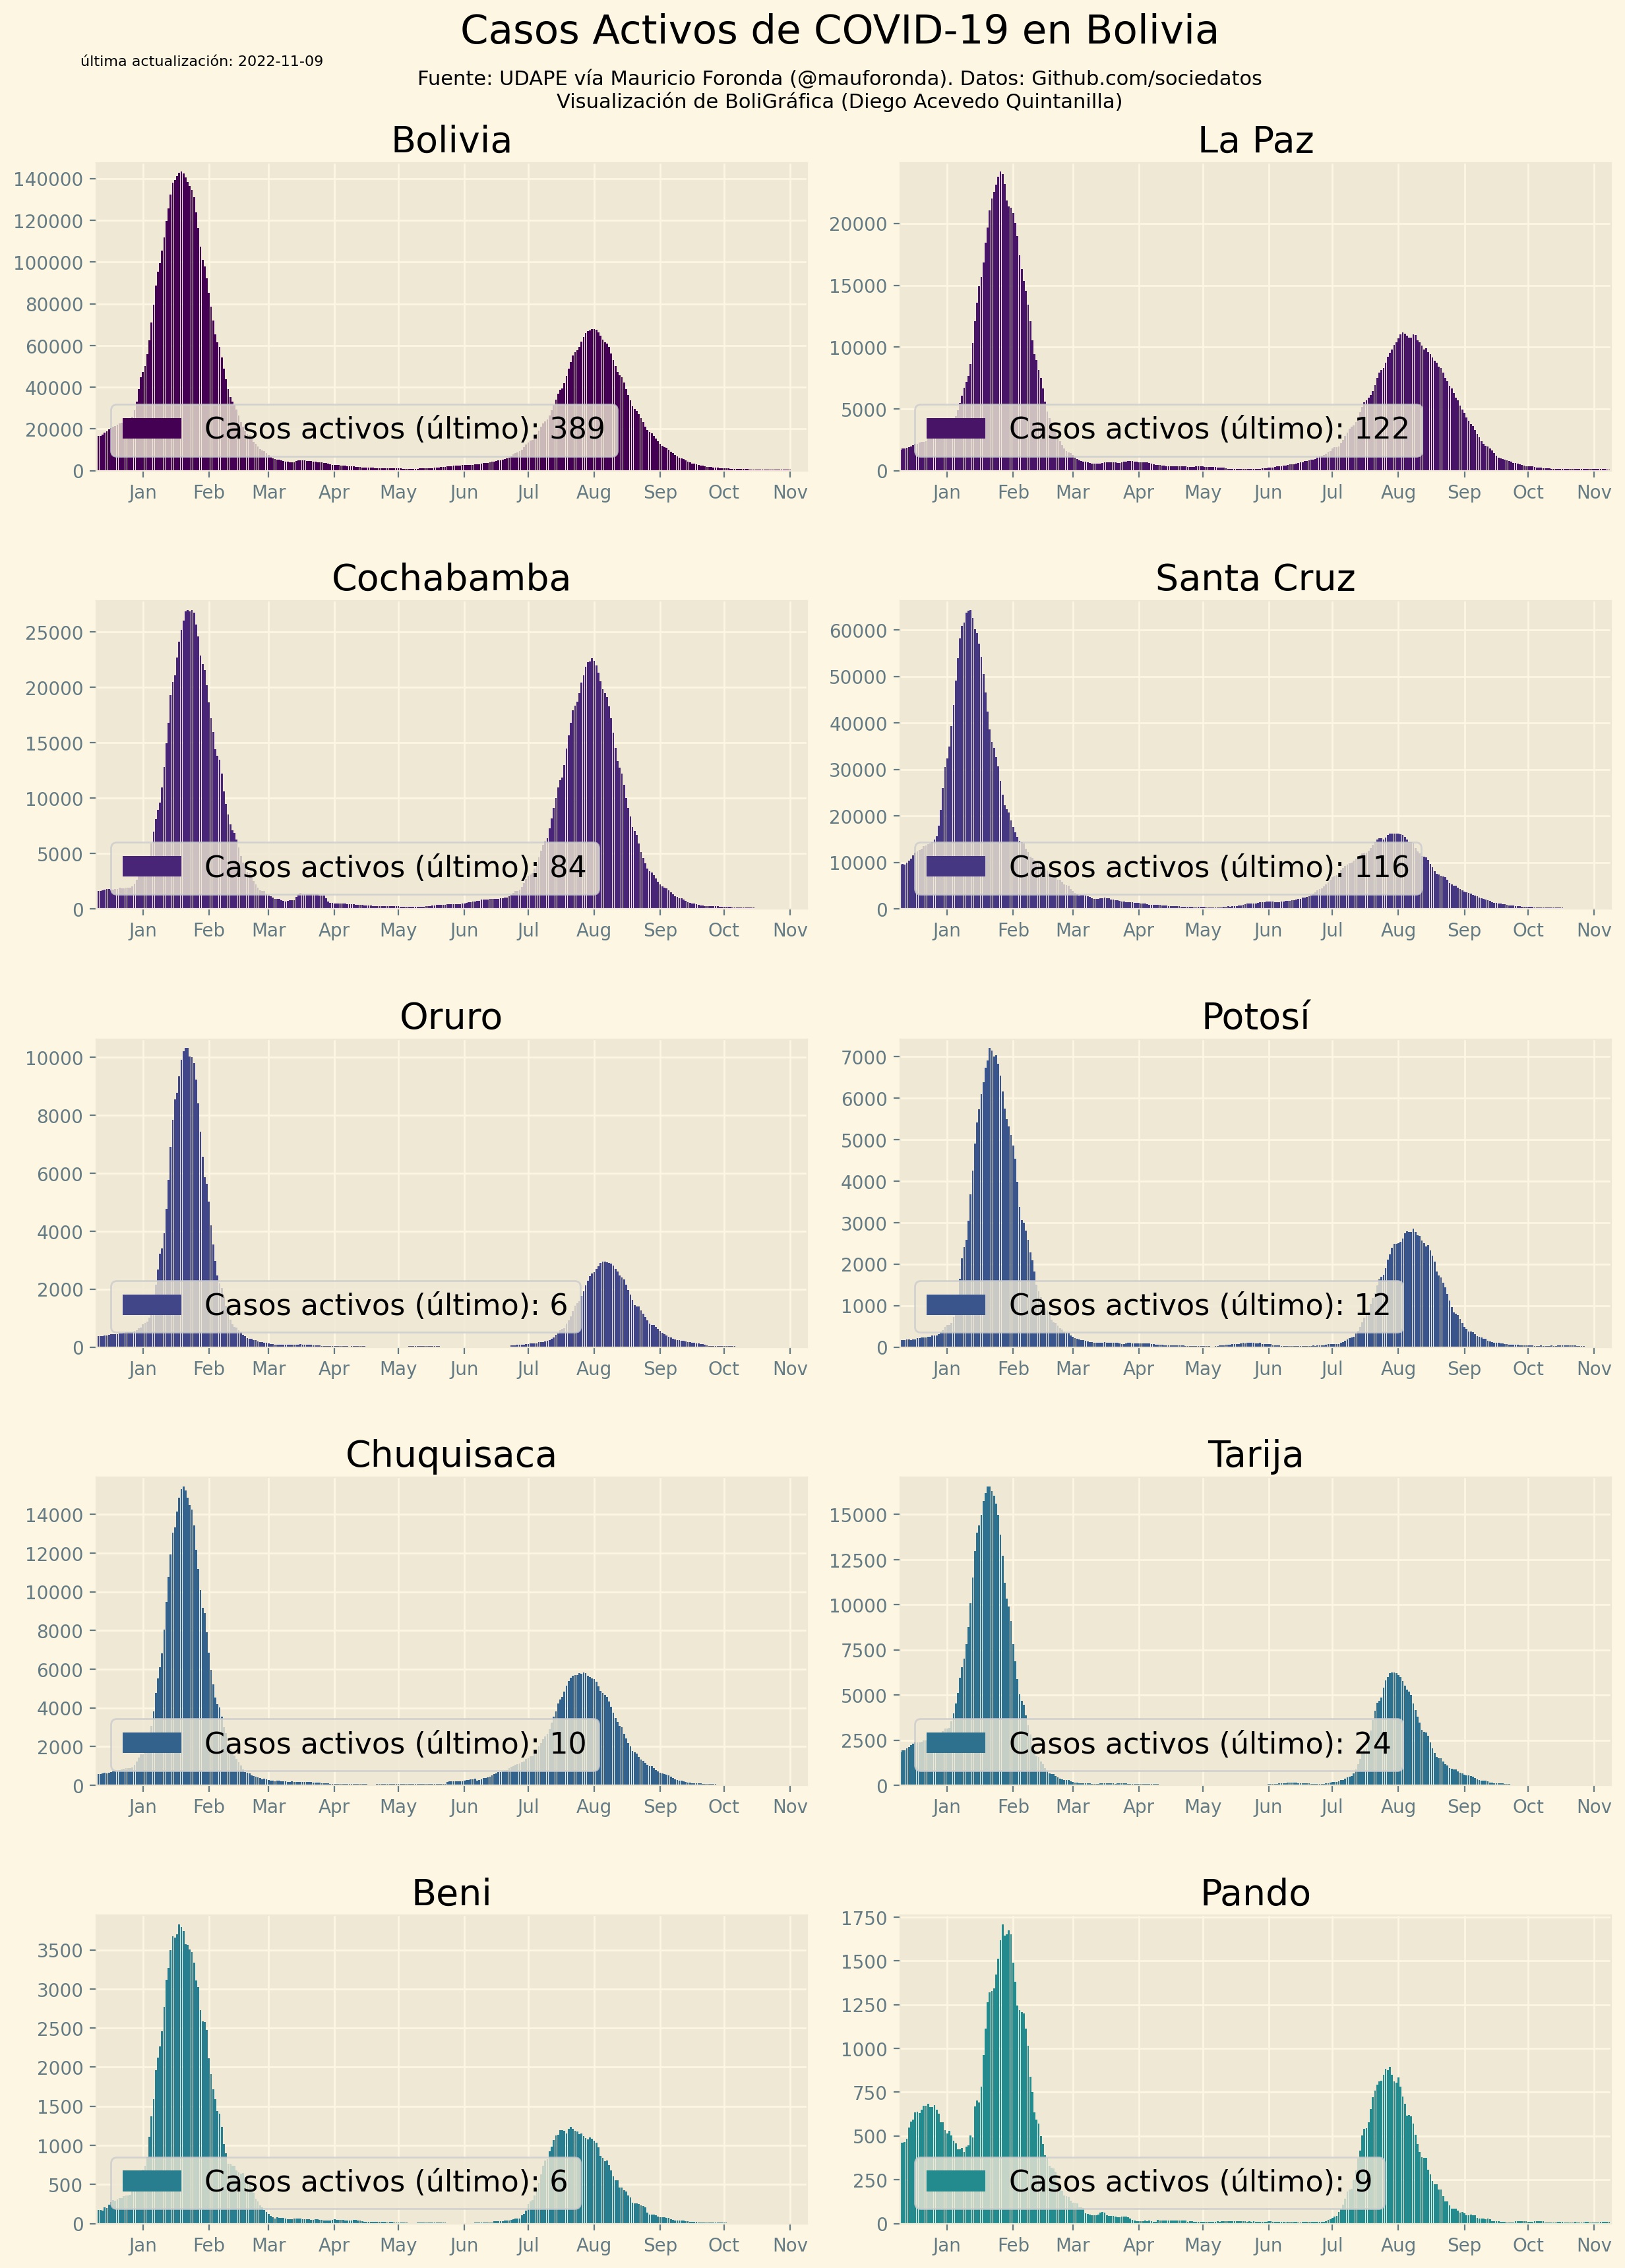 Casos Activos de COVID-19 en Bolivia
última actualización: 2022-11-09
Fuente: UDAPE vía Mauricio Foronda (@mauforonda). Datos: Github.com/sociedatos
Visualización de BoliGráfica (Diego Acevedo Quintanilla)
Bolivia
140000
120000
100000
80000
60000
40000
20000
0
Casos activos (último): 389
Jan Feb Mar Apr May Jun Jul Aug Sep Oct Nov
La Paz
20000
15000
10000
5000
0
Casos activos (último): 122
Jan Feb Mar Apr May Jun Jul Aug Sep Oct Nov
Cochabamba
25000
20000
15000
10000
5000
0
Casos activos (último): 84
Jan Feb Mar Apr May Jun Jul Aug Sep Oct Nov
Santa Cruz
60000
50000
40000
30000
20000
10000
0
Casos activos (último): 116
Jan Feb Mar Apr May Jun Jul Aug Sep Oct Nov
Oruro
10000
8000
6000
4000
2000
0
Casos activos (último): 6
Jan Feb Mar Apr May Jun Jul Aug Sep Oct Nov
Potosí
7000
6000
5000
4000
3000
2000
1000
0
Casos activos (último): 12
Jan Feb Mar Apr May Jun Jul Aug Sep Oct Nov
Chuquisaca
14000
12000
10000
8000
6000
4000
2000
0
Casos activos (último): 10
Jan Feb Mar Apr May Jun Jul Aug Sep Oct Nov
Tarija
15000
12500
10000
7500
5000
2500
0
Casos activos (último): 24
Jan Feb Mar Apr May Jun Jul Aug Sep Oct Nov
Beni
3500
3000
2500
2000
1500
1000
500
0
Casos activos (último): 6
Jan Feb Mar Apr May Jun Jul Aug Sep Oct Nov
Pando
1750
1500
1250
1000
750
500
250
0
Casos activos (último): 9
Jan Feb Mar Apr May Jun Jul Aug Sep Oct Nov